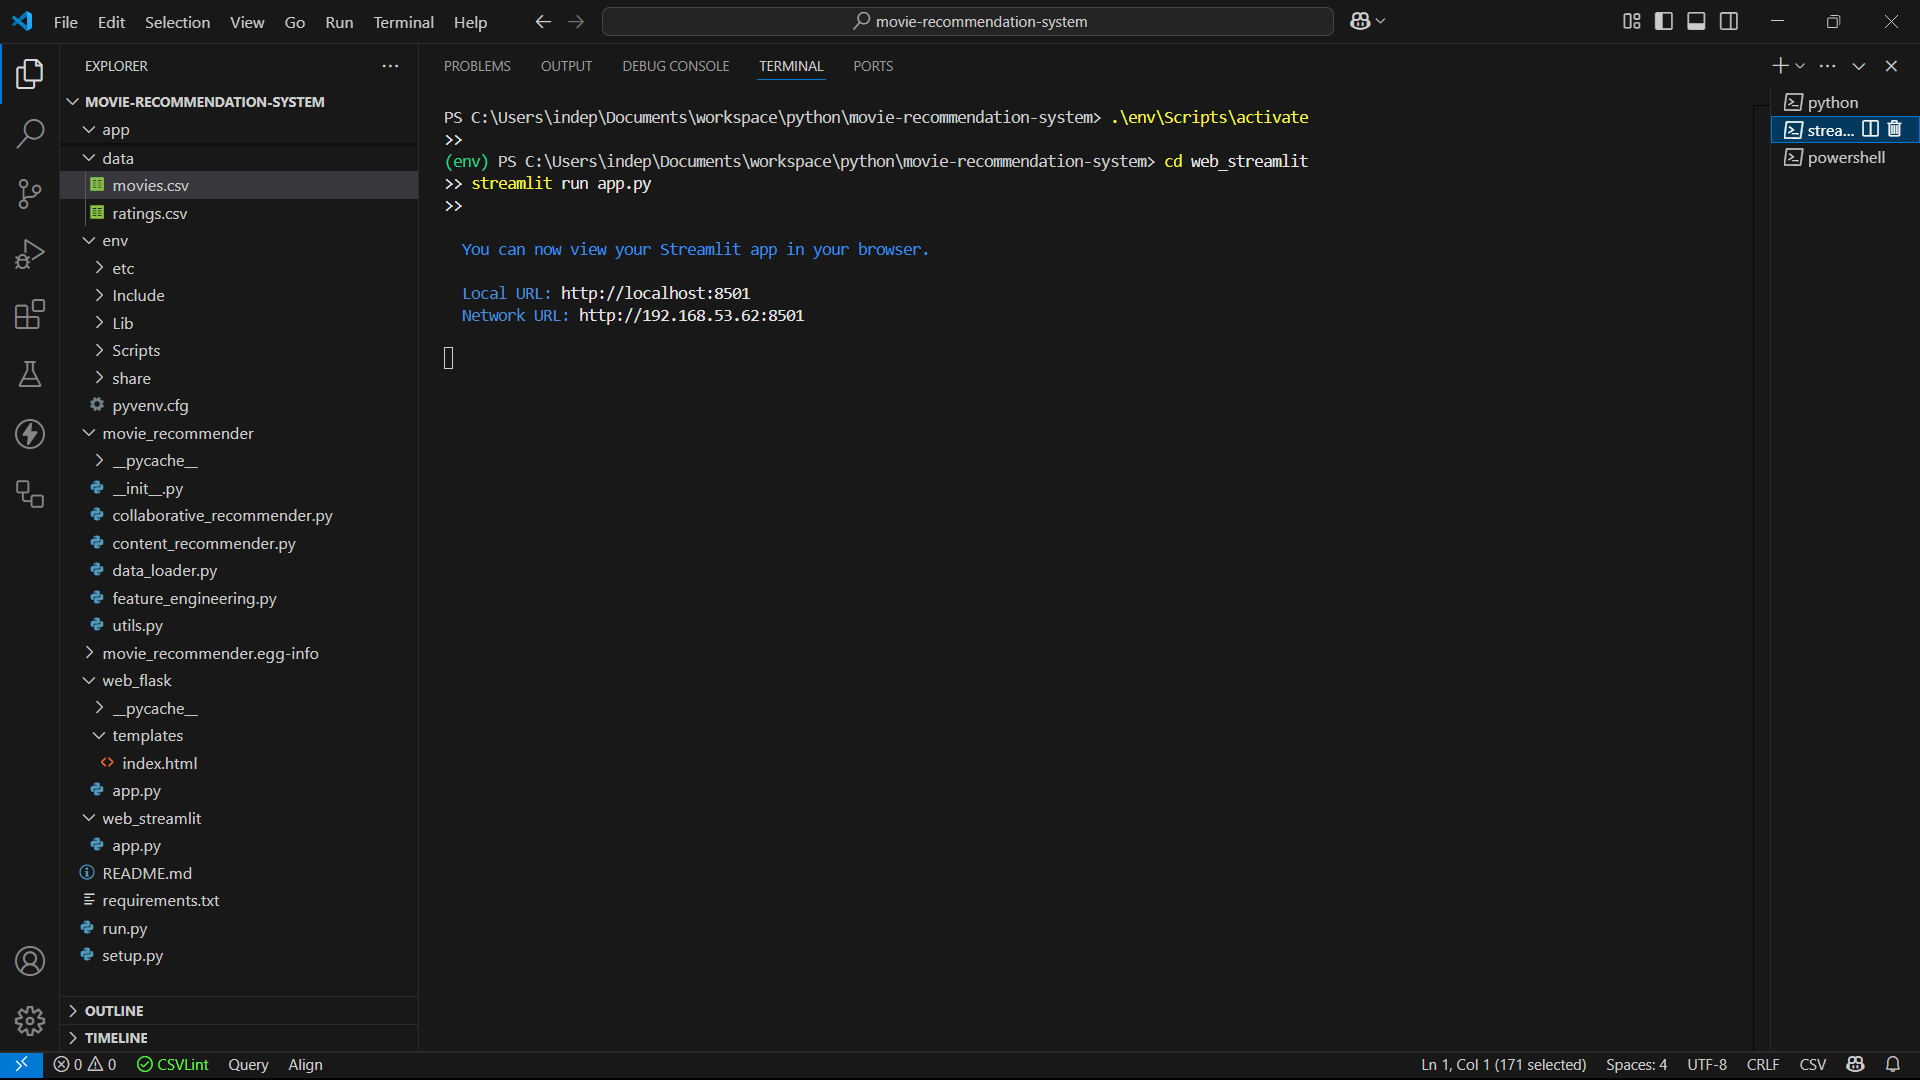 File Edit Selection View Go Run Terminal Help
movie-recommendation-system
EXPLORER
MOVIE-RECOMMENDATION-SYSTEM
app
data
movies.csv
ratings.csv
env
etc
Include
Lib
Scripts
share
pyvenv.cfg
movie_recommender
__pycache__
__init__.py
collaborative_recommender.py
content_recommender.py
data_loader.py
feature_engineering.py
utils.py
movie_recommender.egg-info
web_flask
__pycache__
templates
index.html
app.py
web_streamlit
app.py
README.md
requirements.txt
run.py
setup.py
OUTLINE
TIMELINE
PROBLEMS OUTPUT DEBUG CONSOLE TERMINAL PORTS
PS C:\Users\indep\Documents\workspace\python\movie-recommendation-system> .\env\Scripts\activate
>>
(env) PS C:\Users\indep\Documents\workspace\python\movie-recommendation-system> cd web_streamlit
>> streamlit run app.py
>>
You can now view your Streamlit app in your browser.
Local URL: http://localhost:8501
Network URL: http://192.168.53.62:8501
python
strea...
powershell
0 0 CSVLint Query Align
Ln 1, Col 1 (171 selected) Spaces: 4 UTF-8 CRLF CSV